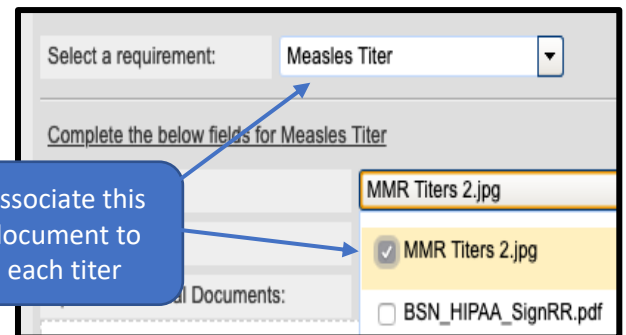 Select a requirement: Measles Titer
Complete the below fields for Measles Titer
MMR Titers 2.jpg
ssociate this
document to
each titer
MMR Titers 2.jpg
Documents:
BSN_HIPAA_SignRR.pdf